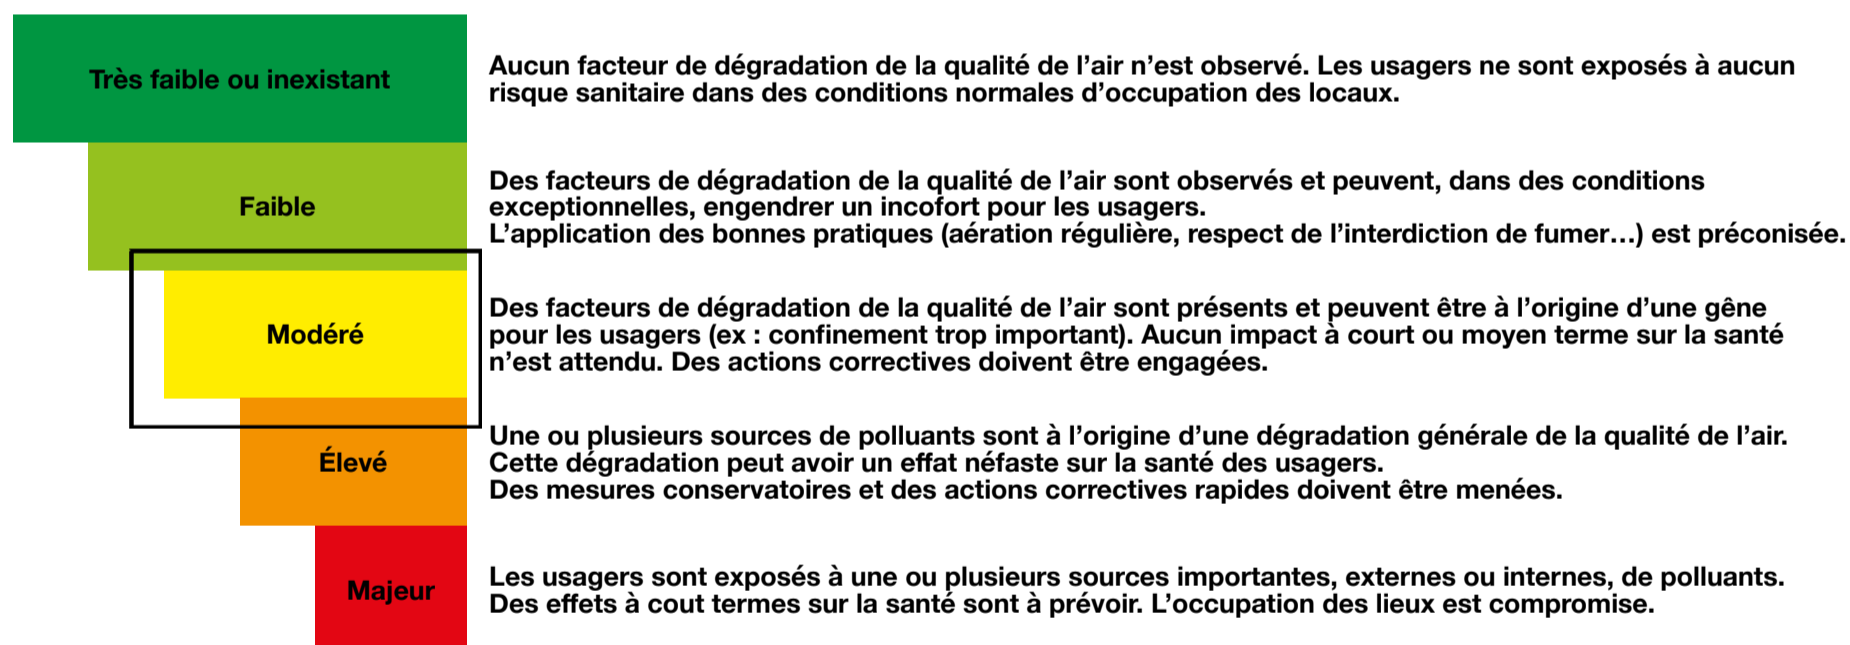 Très faible ou inexistant
Aucun facteur de dégradation de la qualité de l’air n’est observé. Les usagers ne sont exposés à aucun
risque sanitaire dans des conditions normales d’occupation des locaux.
Faible
Des facteurs de dégradation de la qualité de l’air sont observés et peuvent, dans des conditions
exceptionnelles, engendrer un incofort pour les usagers.
L’application des bonnes pratiques (aération régulière, respect de l’interdiction de fumer…) est préconisée.
Modéré
Des facteurs de dégradation de la qualité de l’air sont présents et peuvent être à l’origine d’une gêne
pour les usagers (ex : confinement trop important). Aucun impact à court ou moyen terme sur la santé
n’est attendu. Des actions correctives doivent être engagées.
Élevé
Une ou plusieurs sources de polluants sont à l’origine d’une dégradation générale de la qualité de l’air.
Cette dégradation peut avoir un effat néfaste sur la santé des usagers.
Des mesures conservatoires et des actions correctives rapides doivent être menées.
Majeur
Les usagers sont exposés à une ou plusieurs sources importantes, externes ou internes, de polluants.
Des effets à cout termes sur la santé sont à prévoir. L’occupation des lieux est compromise.